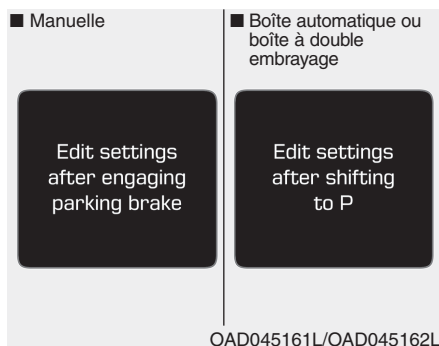 ■ Manuelle
■ Boîte automatique ou
boîte à double
embrayage
Edit settings
after engaging
parking brake
Edit settings
after shifting
to P
OAD045161L/OAD045162L